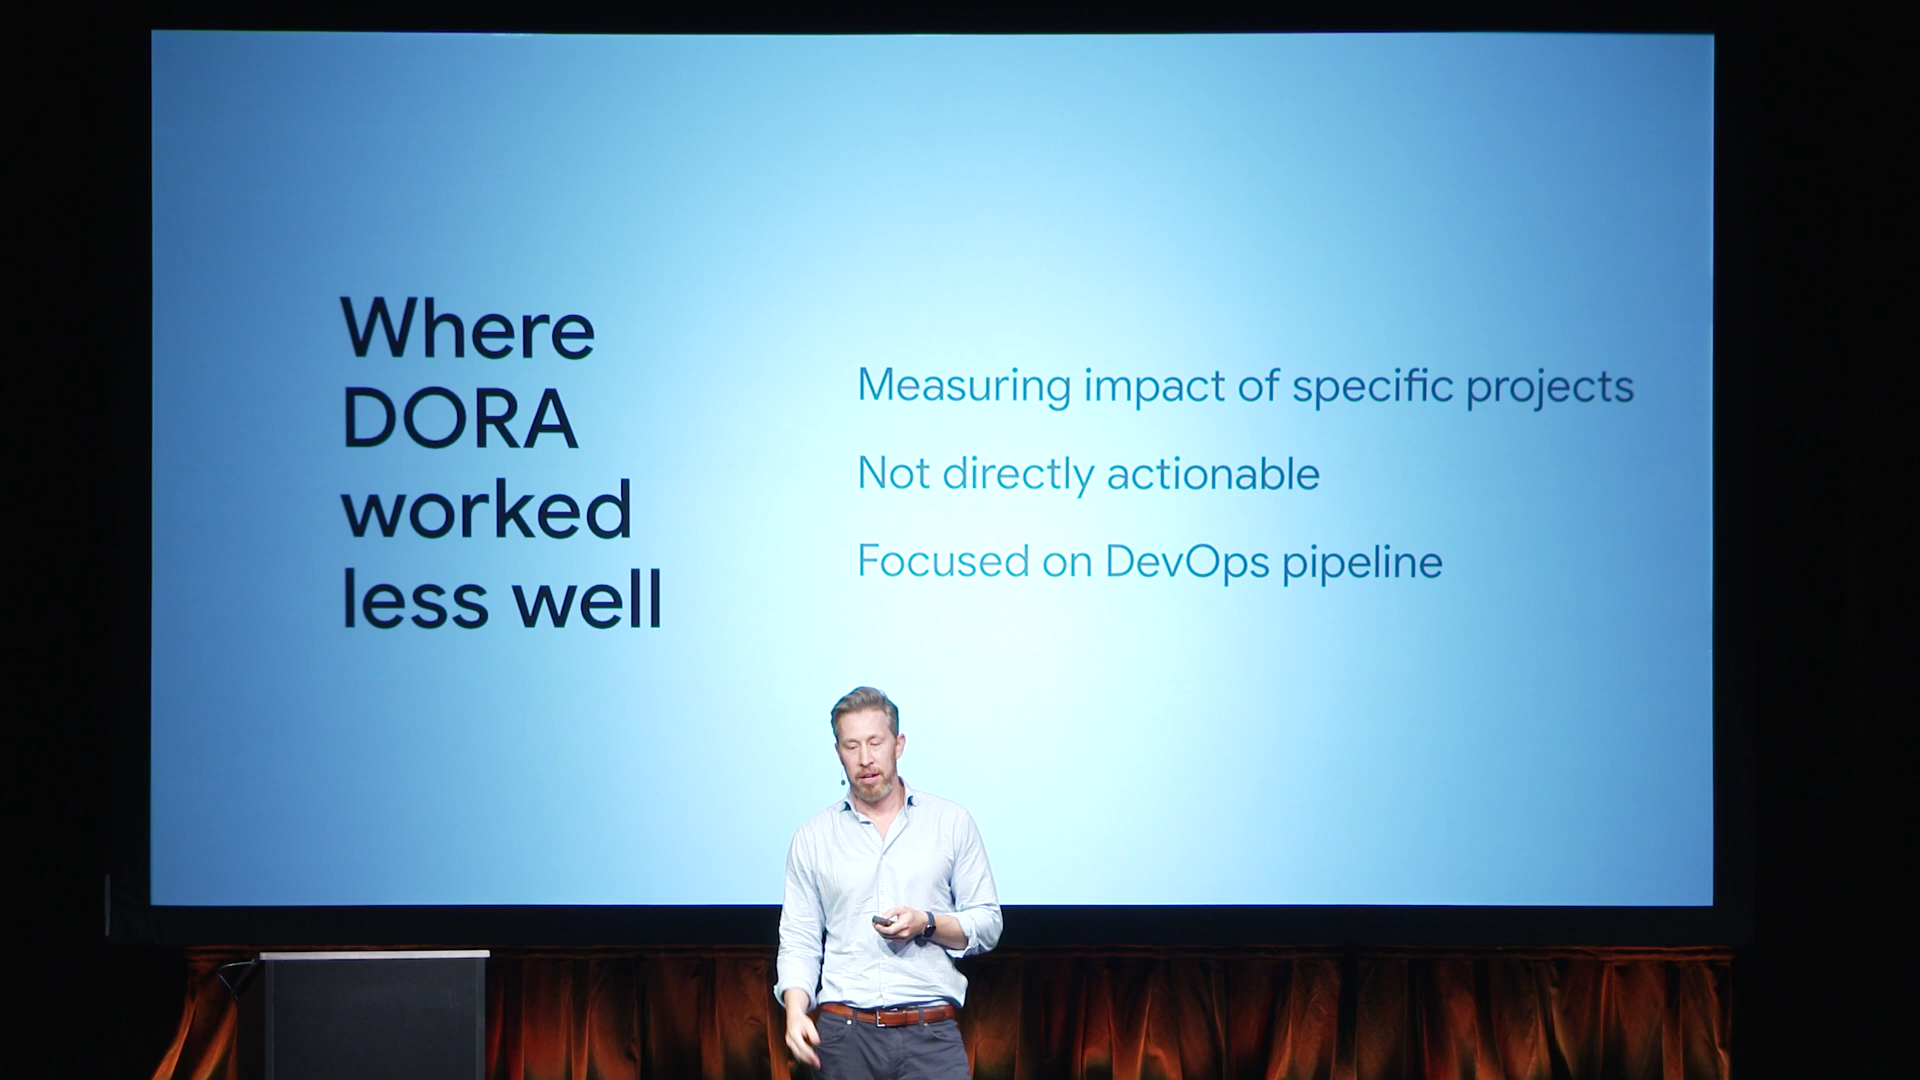 Where
DORA
worked
less well
Measuring impact of specific projects
Not directly actionable
Focused on DevOps pipeline